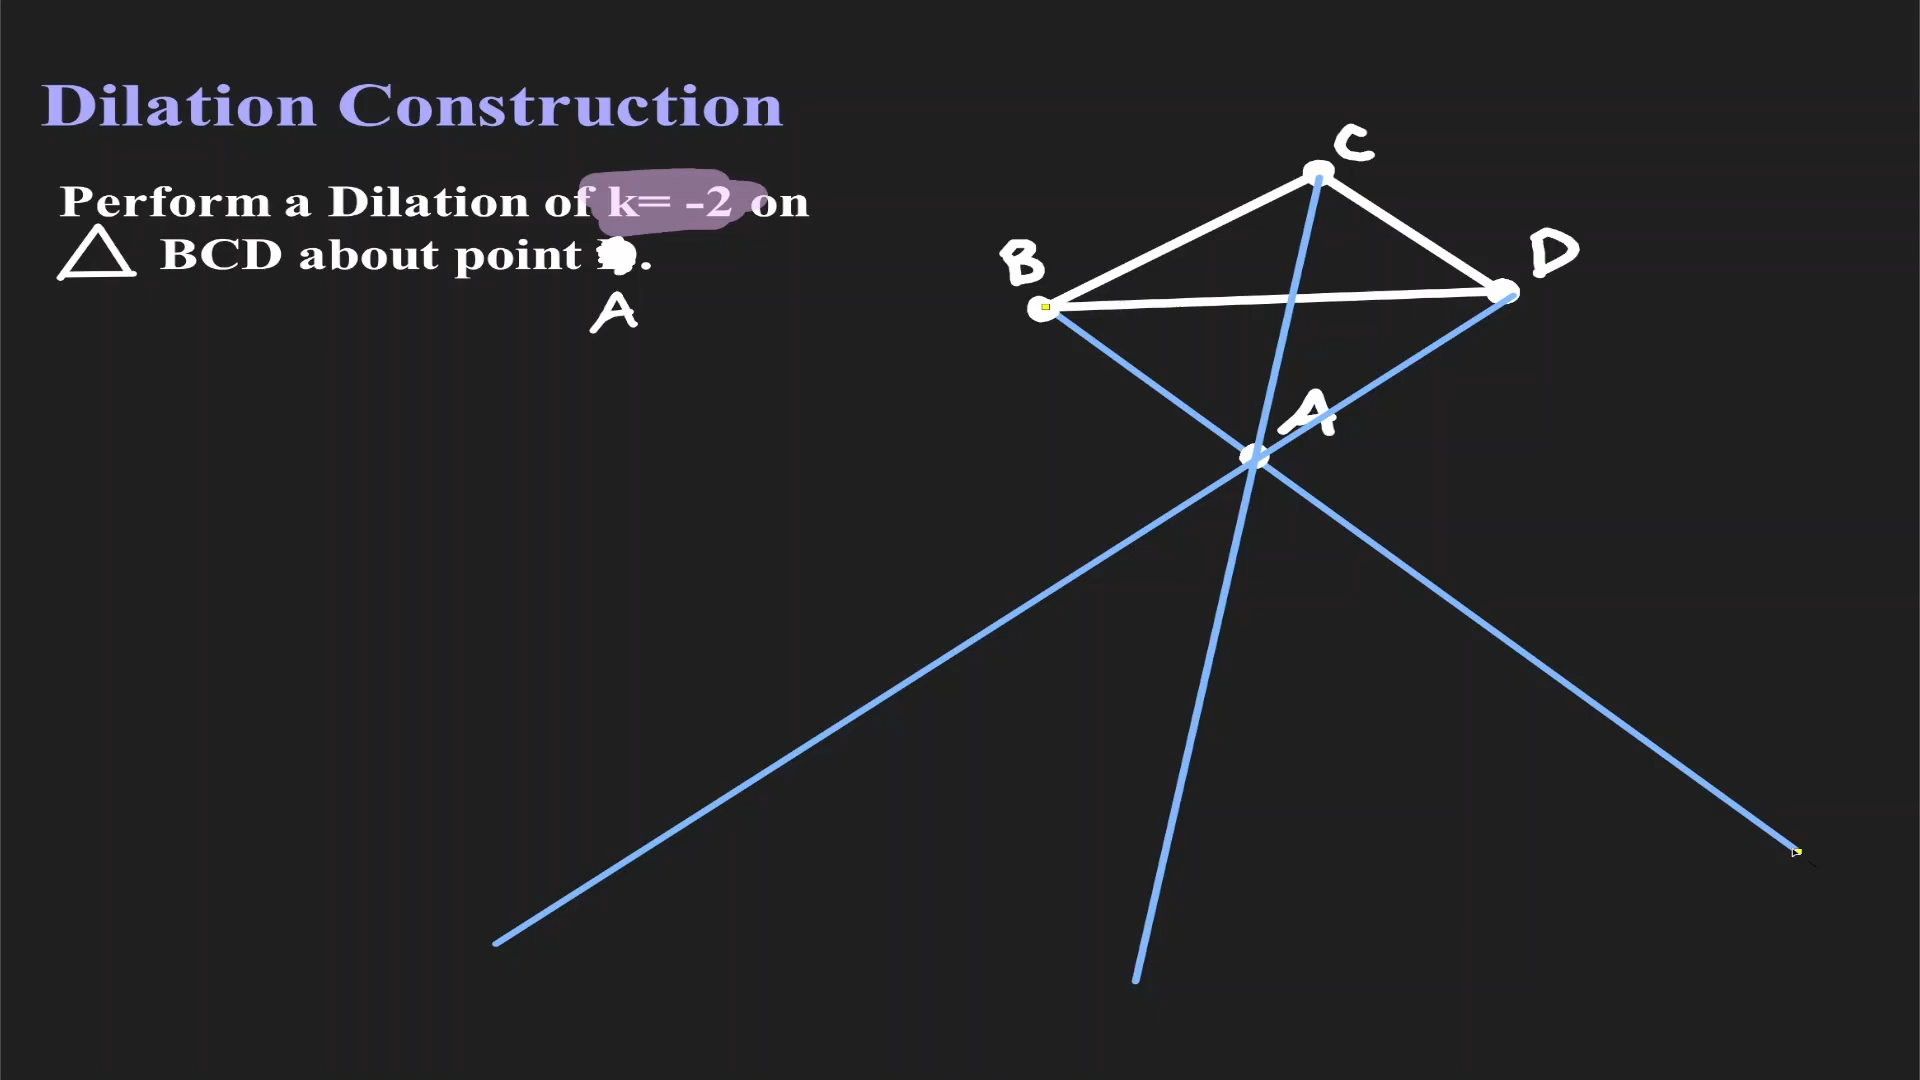 Dilation Construction
Perform a Dilation of k= -2 on
BCD about point .
A
C
B
D
A